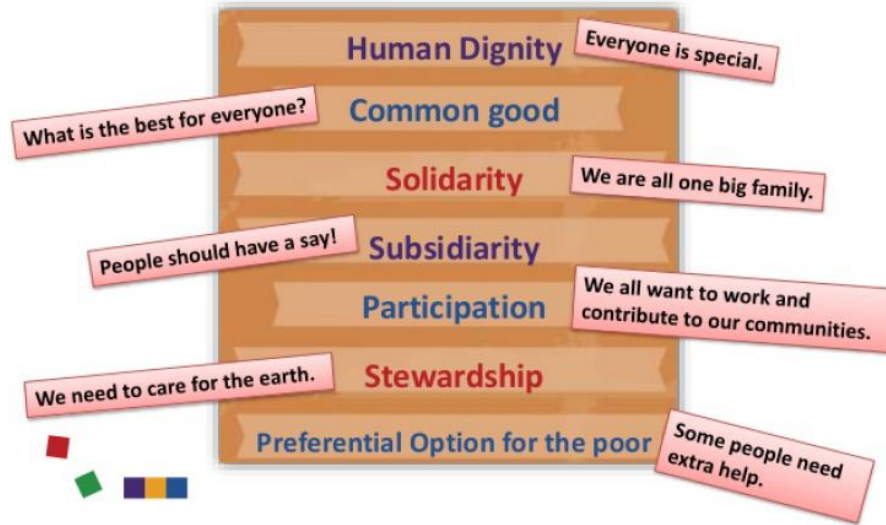 Human Dignity
Everyone is special.
Common good
What is the best for everyone?
Solidarity
We are all one big family.
People should have a say!
Subsidiarity
Participation
We all want to work and
contribute to our communities.
We need to care for the earth.
Stewardship
Preferential Option for the poor
Some people need
extra help.